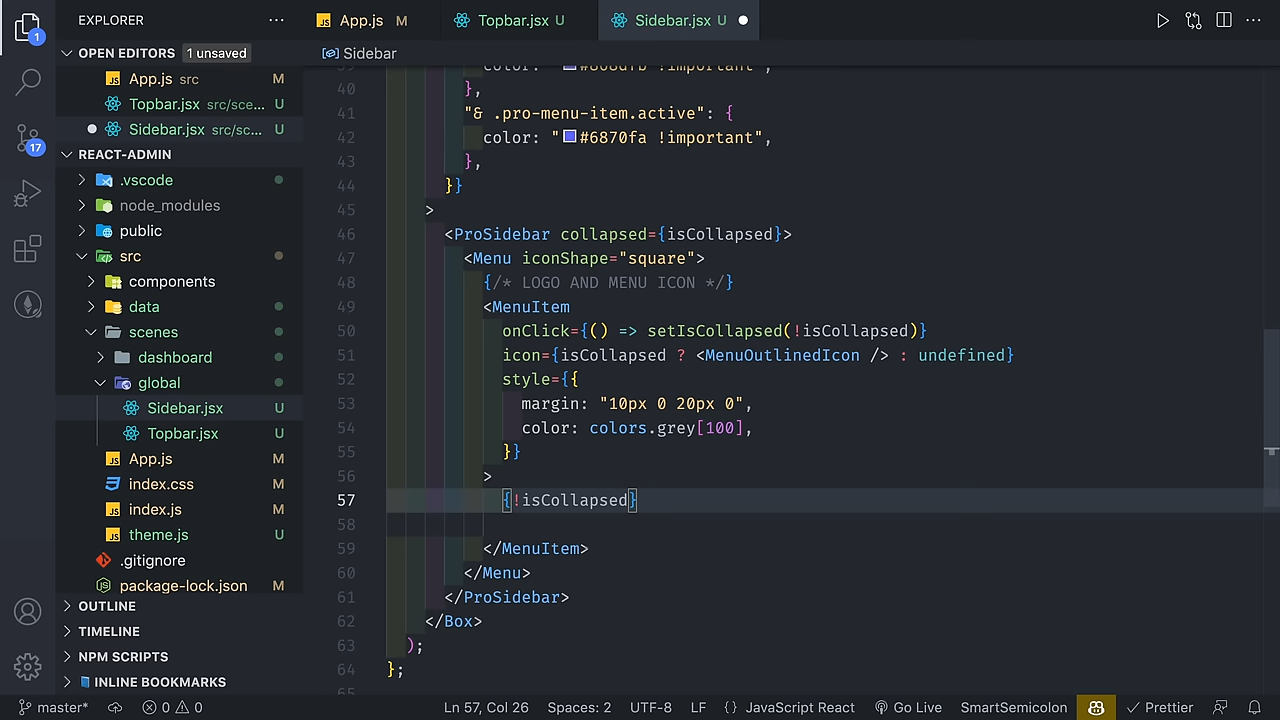 EXPLORER
App.js M
Topbar.jsx U
Sidebar.jsx U
OPEN EDITORS 1 unsaved
App.js src M
Topbar.jsx src/sce... U
Sidebar.jsx src/sc... U
1
17
REACT-ADMIN
.vscode
node_modules
public
src
components
data
scenes
dashboard
global
Sidebar.jsx U
Topbar.jsx U
App.js M
index.css M
index.js M
theme.js U
.gitignore
package-lock.json M
OUTLINE
TIMELINE
NPM SCRIPTS
INLINE BOOKMARKS
Sidebar
39 color: "#868dfb !important",
40 },
41 "& .pro-menu-item.active": {
42 color: "#6870fa !important",
43 },
44 }}
45 >
46 <ProSidebar collapsed={isCollapsed}>
47 <Menu iconShape="square">
48 {/* LOGO AND MENU ICON */}
49 <MenuItem
50 onClick={() => setIsCollapsed(!isCollapsed)}
51 icon={isCollapsed ? <MenuOutlinedIcon /> : undefined}
52 style={{
53 margin: "10px 0 20px 0",
54 color: colors.grey[100],
55 }}
56 >
57 {!isCollapsed}
58
59 </MenuItem>
60 </Menu>
61 </ProSidebar>
62 </Box>
63 );
64 };
65
master* 0 0 Ln 57, Col 26 Spaces: 2 UTF-8 LF {} JavaScript React Go Live SmartSemicolon Prettier